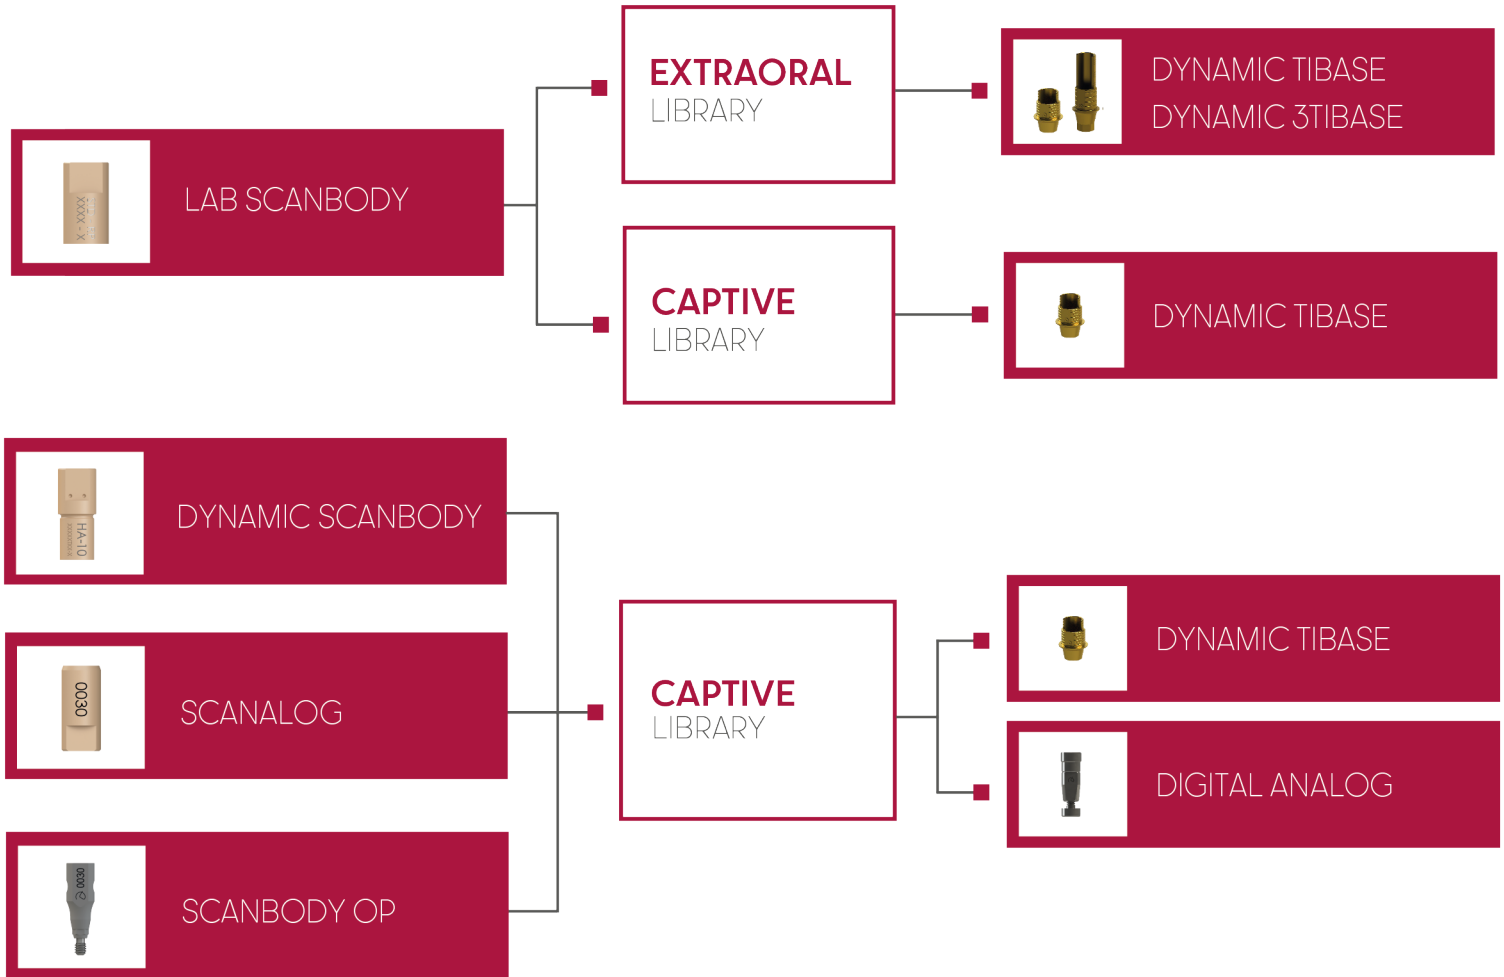 EXTRAORAL
LIBRARY
DYNAMIC TIBASE
DYNAMIC 3TIBASE
XXXX - X
LAB SCANBODY
CAPTIVE
LIBRARY
DYNAMIC TIBASE
HA-10
DYNAMIC SCANBODY
0030
SCANALOG
CAPTIVE
LIBRARY
DYNAMIC TIBASE
DIGITAL ANALOG
0030
SCANBODY OP